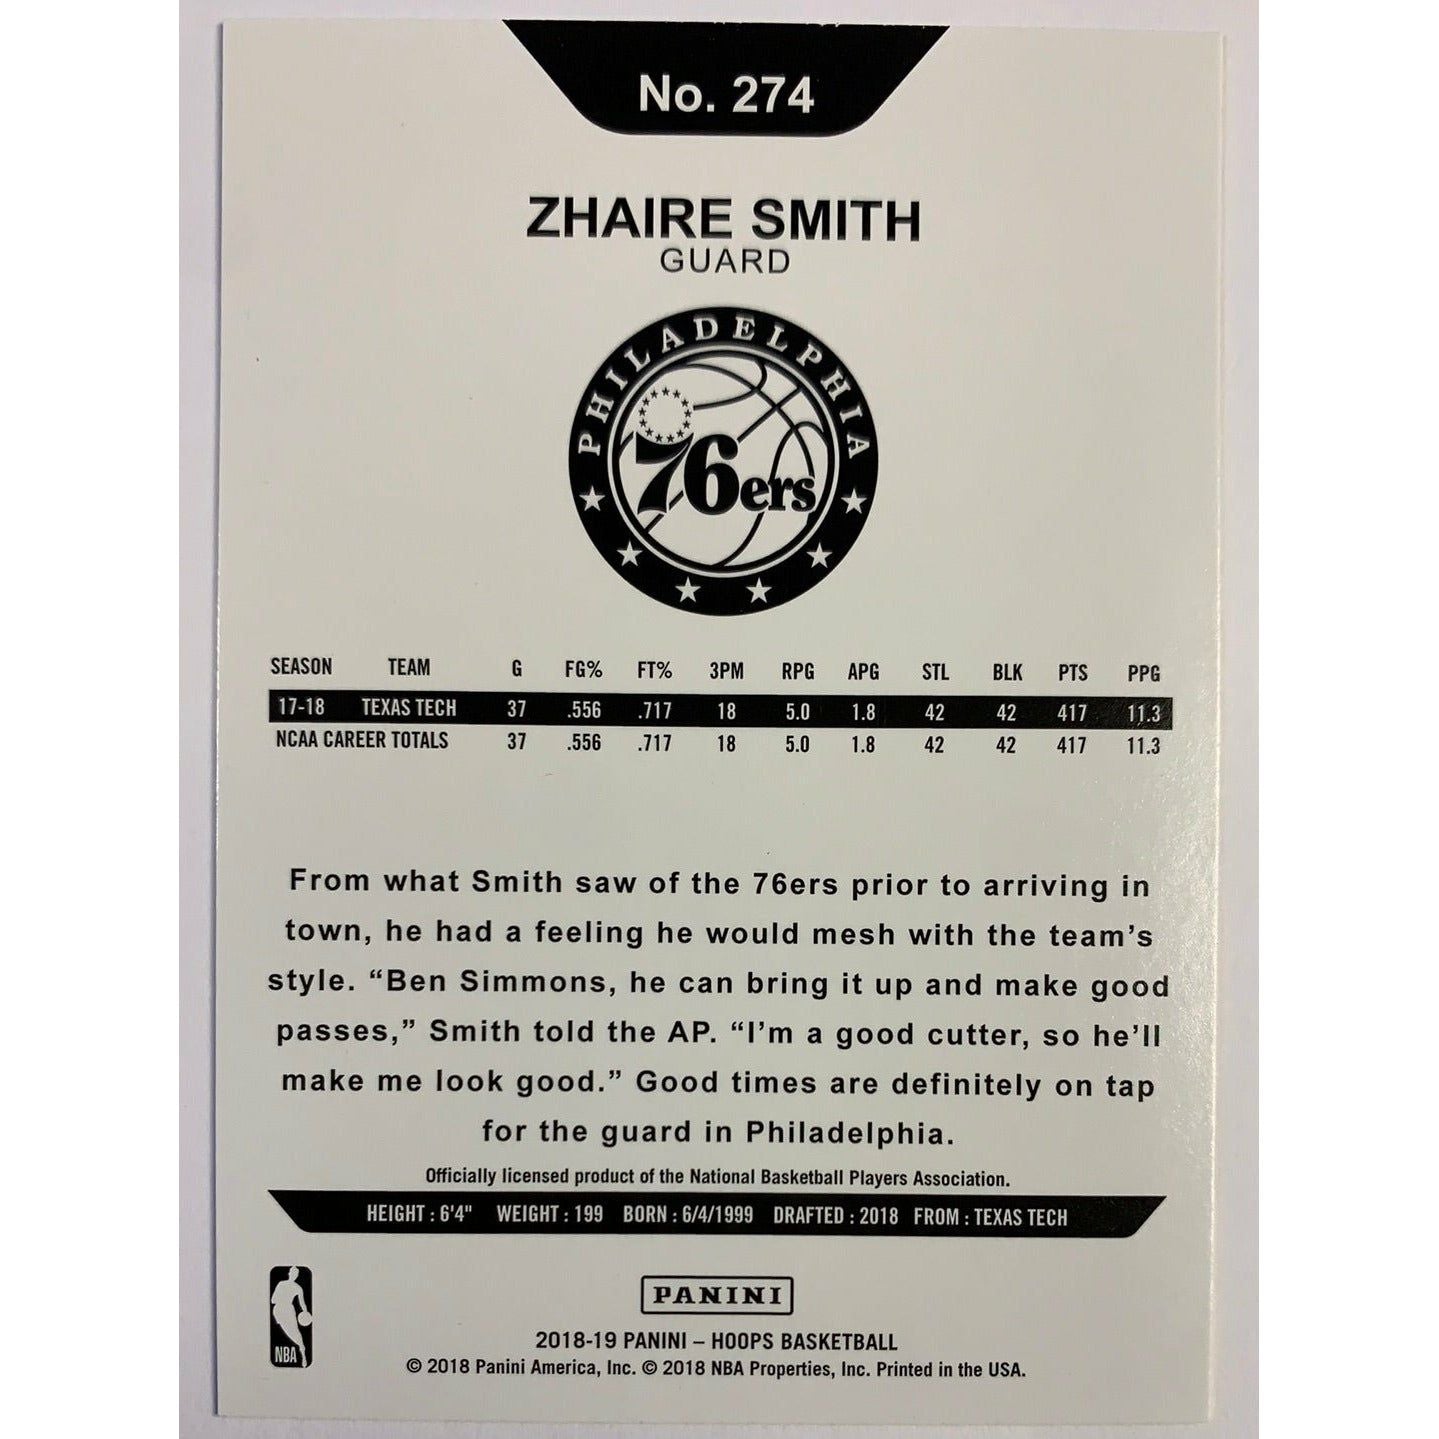 No. 274
ZHAIRE SMITH
GUARD
PHILADELPHIA
76ers
SEASON TEAM G FG% FT% 3PM RPG APG STL BLK PTS PPG
17-18 TEXAS TECH 37 .556 .717 18 5.0 1.8 42 42 417 11.3
NCAA CAREER TOTALS 37 .556 .717 18 5.0 1.8 42 42 417 11.3
From what Smith saw of the 76ers prior to arriving in
town, he had a feeling he would mesh with the team’s
style. “Ben Simmons, he can bring it up and make good
passes,” Smith told the AP. “I’m a good cutter, so he’ll
make me look good.” Good times are definitely on tap
for the guard in Philadelphia.
Officially licensed product of the National Basketball Players Association.
HEIGHT : 6'4" WEIGHT : 199 BORN : 6/4/1999 DRAFTED : 2018 FROM : TEXAS TECH
NBA
PANINI
2018-19 PANINI – HOOPS BASKETBALL
© 2018 Panini America, Inc. © 2018 NBA Properties, Inc. Printed in the USA.